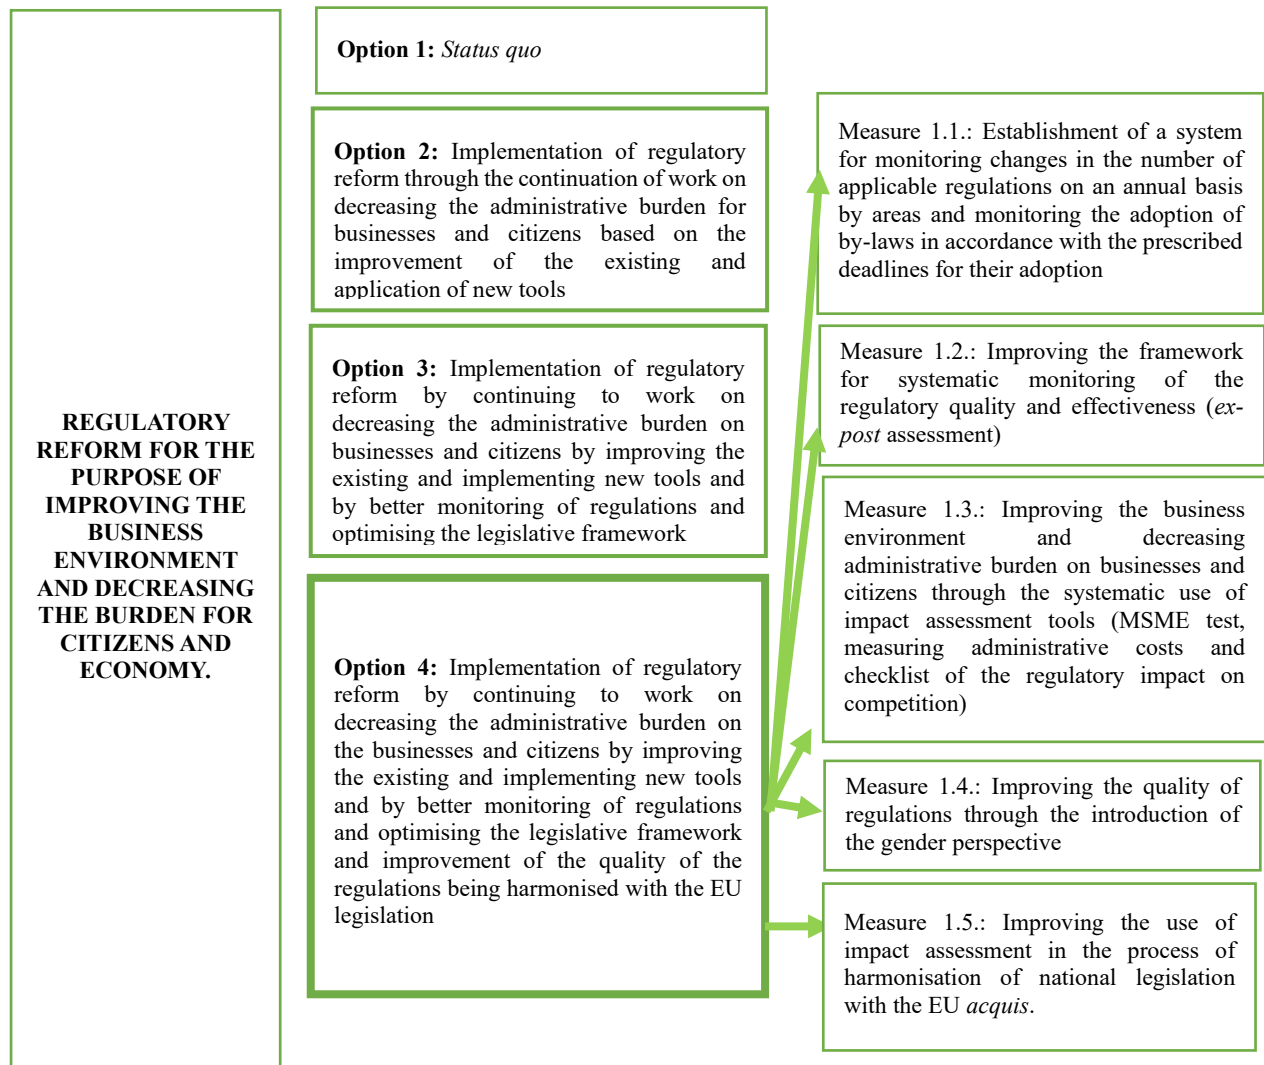 REGULATORY
REFORM FOR THE
PURPOSE OF
IMPROVING THE
BUSINESS
ENVIRONMENT
AND DECREASING
THE BURDEN FOR
CITIZENS AND
ECONOMY.
Option 1: Status quo
Option 2: Implementation of regulatory
reform through the continuation of work on
decreasing the administrative burden for
businesses and citizens based on the
improvement of the existing and
application of new tools
Option 3: Implementation of regulatory
reform by continuing to work on
decreasing the administrative burden on
businesses and citizens by improving the
existing and implementing new tools and
by better monitoring of regulations and
optimising the legislative framework
Option 4: Implementation of regulatory
reform by continuing to work on
decreasing the administrative burden on
the businesses and citizens by improving
the existing and implementing new tools
and by better monitoring of regulations
and optimising the legislative framework
and improvement of the quality of the
regulations being harmonised with the EU
legislation
Measure 1.1.: Establishment of a system
for monitoring changes in the number of
applicable regulations on an annual basis
by areas and monitoring the adoption of
by-laws in accordance with the prescribed
deadlines for their adoption
Measure 1.2.: Improving the framework
for systematic monitoring of the
regulatory quality and effectiveness (ex-
post assessment)
Measure 1.3.: Improving the business
environment and decreasing
administrative burden on businesses and
citizens through the systematic use of
impact assessment tools (MSME test,
measuring administrative costs and
checklist of the regulatory impact on
competition)
Measure 1.4.: Improving the quality of
regulations through the introduction of
the gender perspective
Measure 1.5.: Improving the use of
impact assessment in the process of
harmonisation of national legislation
with the EU acquis.